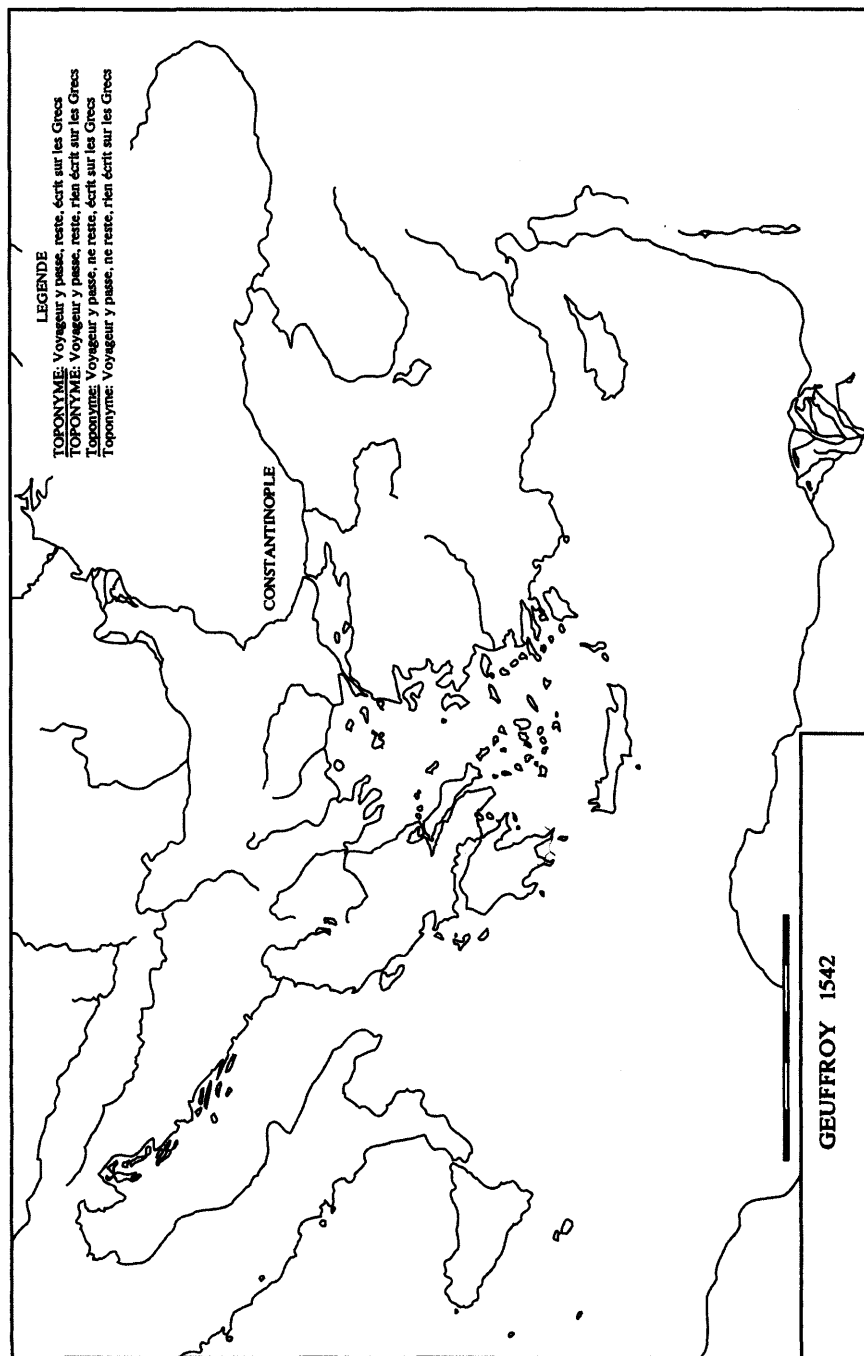 LEGENDE
TOPONYME: Voyageur y passe, reste, écrit sur les Grecs
TOPONYME: Voyageur y passe, reste, rien écrit sur les Grecs
Toponyme: Voyageur y passe, ne reste, écrit sur les Grecs
Toponyme: Voyageur y passe, ne reste, rien écrit sur les Grecs
CONSTANTINOPLE
GEUFFROY 1542